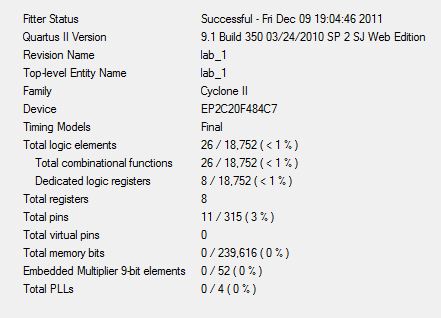 Fitter Status Successful - Fri Dec 09 19:04:46 2011
Quartus II Version 9.1 Build 350 03/24/2010 SP 2 SJ Web Edition
Revision Name lab_1
Top-level Entity Name lab_1
Family Cyclone II
Device EP2C20F484C7
Timing Models Final
Total logic elements 26 / 18,752 ( < 1 % )
Total combinational functions 26 / 18,752 ( < 1 % )
Dedicated logic registers 8 / 18,752 ( < 1 % )
Total registers 8
Total pins 11 / 315 ( 3 % )
Total virtual pins 0
Total memory bits 0 / 239,616 ( 0 % )
Embedded Multiplier 9-bit elements 0 / 52 ( 0 % )
Total PLLs 0 / 4 ( 0 % )